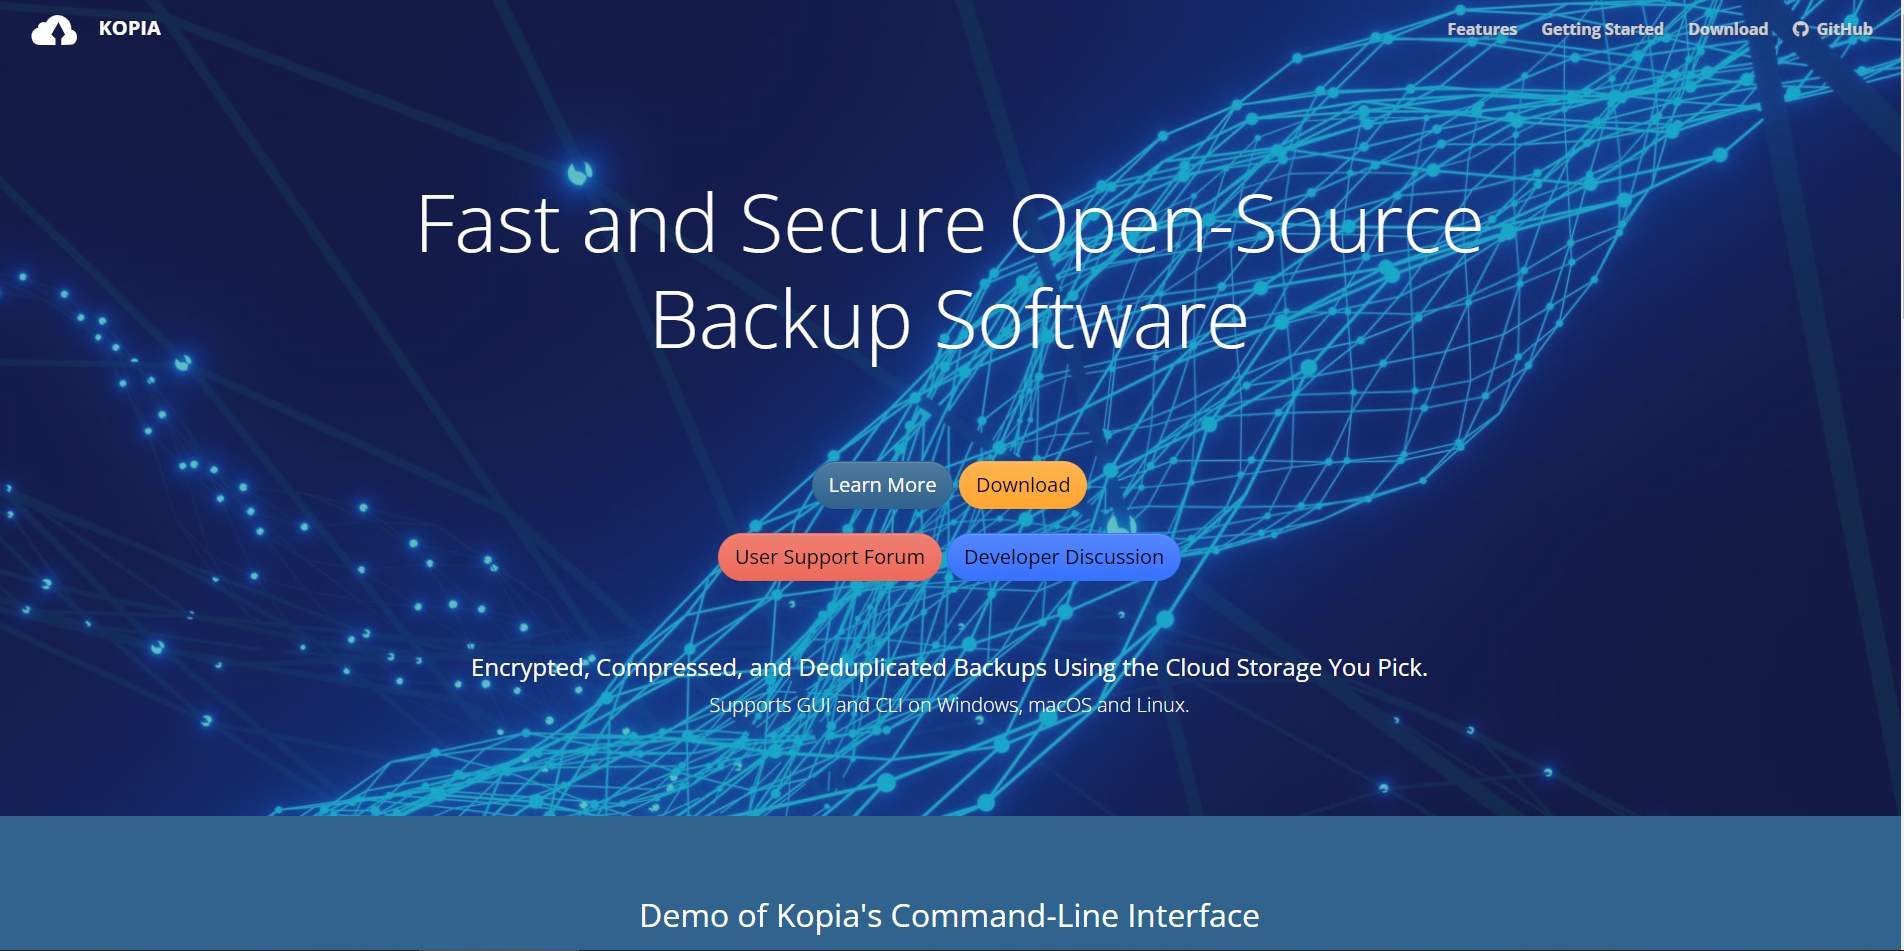 KOPIA
Features
Getting Started
Download
GitHub
Fast and Secure Open-Source
Backup Software
Learn More
Download
User Support Forum
Developer Discussion
Encrypted, Compressed, and Deduplicated Backups Using the Cloud Storage You Pick.
Supports GUI and CLI on Windows, macOS and Linux.
Demo of Kopia's Command-Line Interface